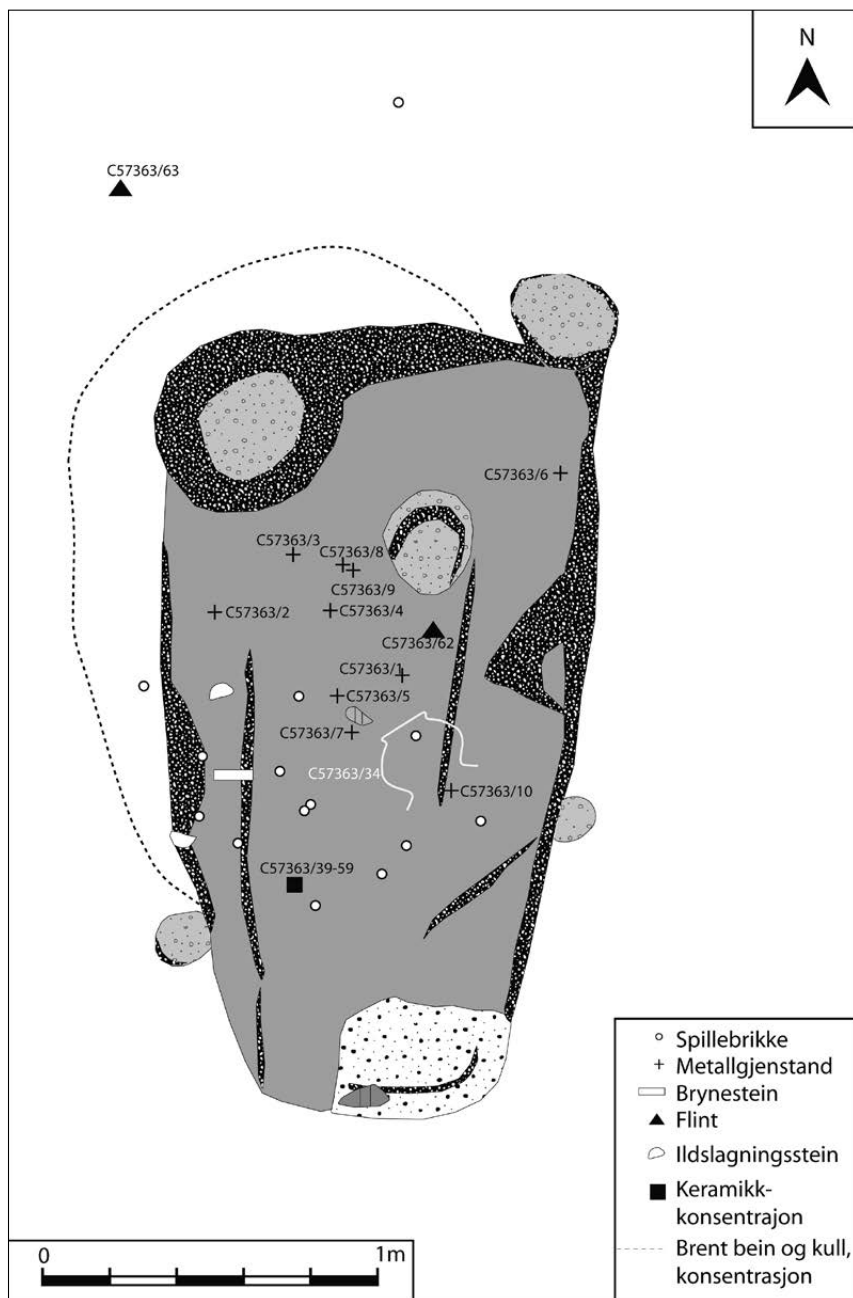 N
C57363/63
C57363/6
C57363/3
C57363/8
C57363/9
C57363/2
C57363/4
C57363/62
C57363/1
C57363/5
C57363/7
C57363/34
C57363/10
C57363/39-59
Spillebrikke
Metallgjenstand
Brynestein
Flint
Ildslagningsstein
Keramikk-
konsentrajon
Brent bein og kull,
konsentrasjon
0 1m